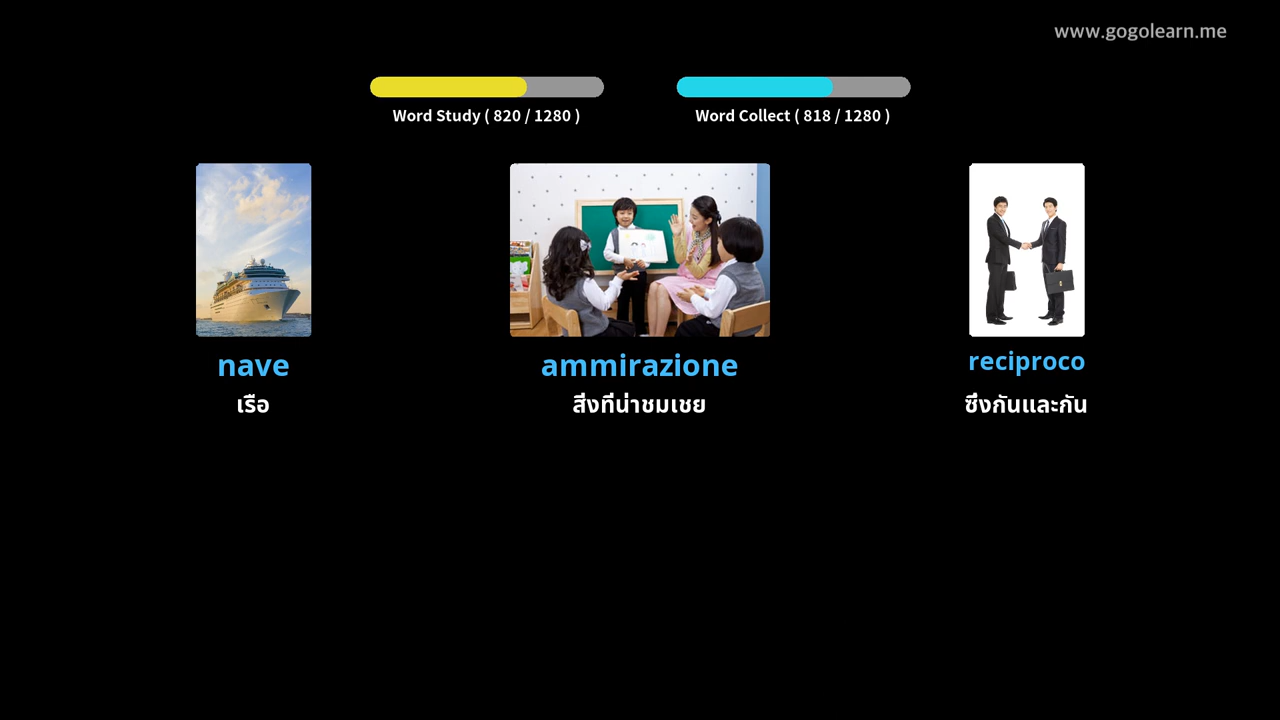 www.gogolearn.me
Word Study ( 820 / 1280 )
Word Collect ( 818 / 1280 )
nave
ammirazione
reciproco
เรือ
สิ่งที่น่าชมเชย
ซึ่งกันและกัน